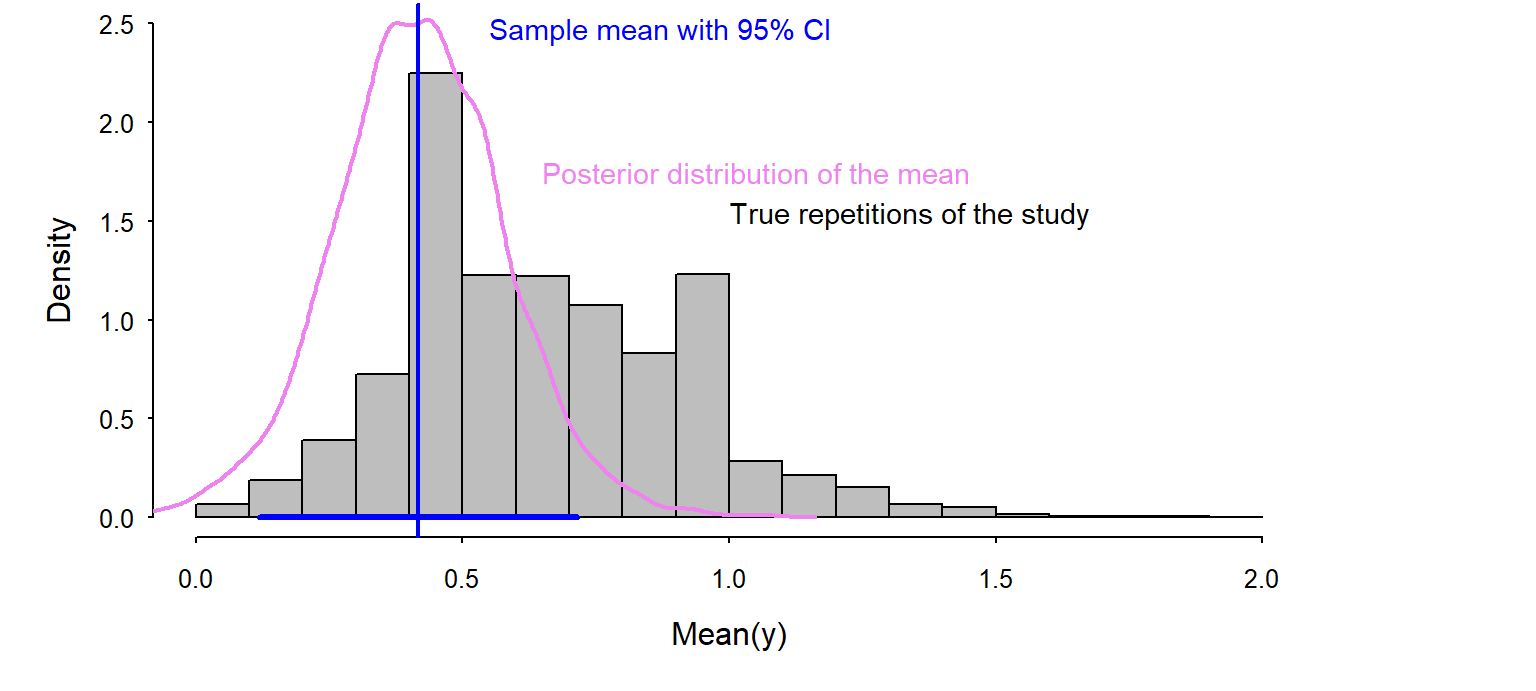 Sample mean with 95% CI
Posterior distribution of the mean
True repetitions of the study
Density
2.5
2.0
1.5
1.0
0.5
0.0
0.0 0.5 1.0 1.5 2.0
Mean(y)